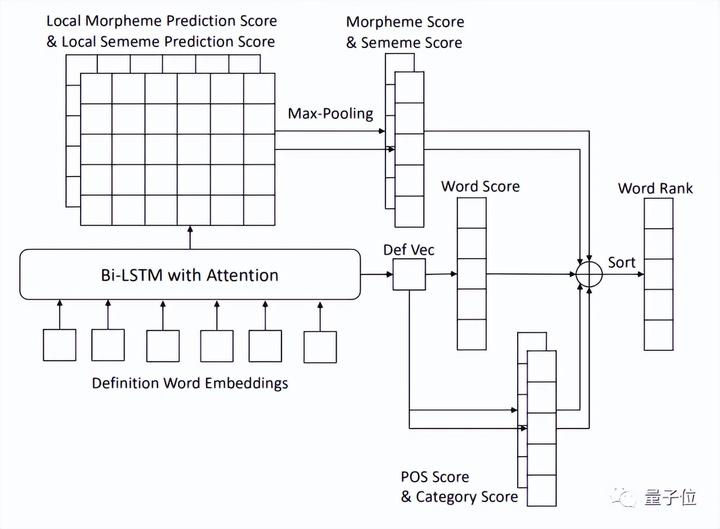 Local Morpheme Prediction Score
& Local Sememe Prediction Score
Morpheme Score
& Sememe Score
Max-Pooling
Word Score
Word Rank
Def Vec
Sort
Bi-LSTM with Attention
Definition Word Embeddings
POS Score
& Category Score
量子位